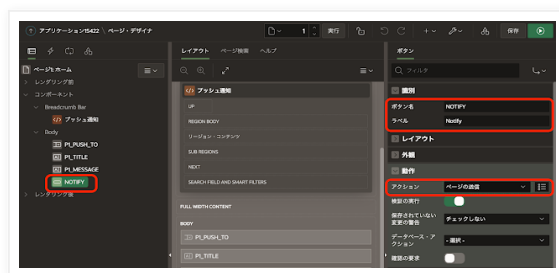 アプリケーション15422 \ ページ・デザイナ
1
実行
保存
レイアウト ページ検索 ヘルプ
ボタン
ページ1: ホーム
レンダリング前
コンポーネント
Breadcrumb Bar
プッシュ通知
Body
P1_PUSH_TO
P1_TITLE
P1_MESSAGE
NOTIFY
レンダリング後
プッシュ通知
UP
REGION BODY
リージョン・コンテンツ
SUB REGIONS
NEXT
SEARCH FIELD AND SMART FILTERS
FULL WIDTH CONTENT
BODY
P1_PUSH_TO
P1_TITLE
フィルタ
識別
ボタン名 NOTIFY
ラベル Notify
レイアウト
外観
動作
アクション ページの送信
検証の実行
保存されていない変更の警告 チェックしない
データベース・アクション - 選択 -
確認の要求